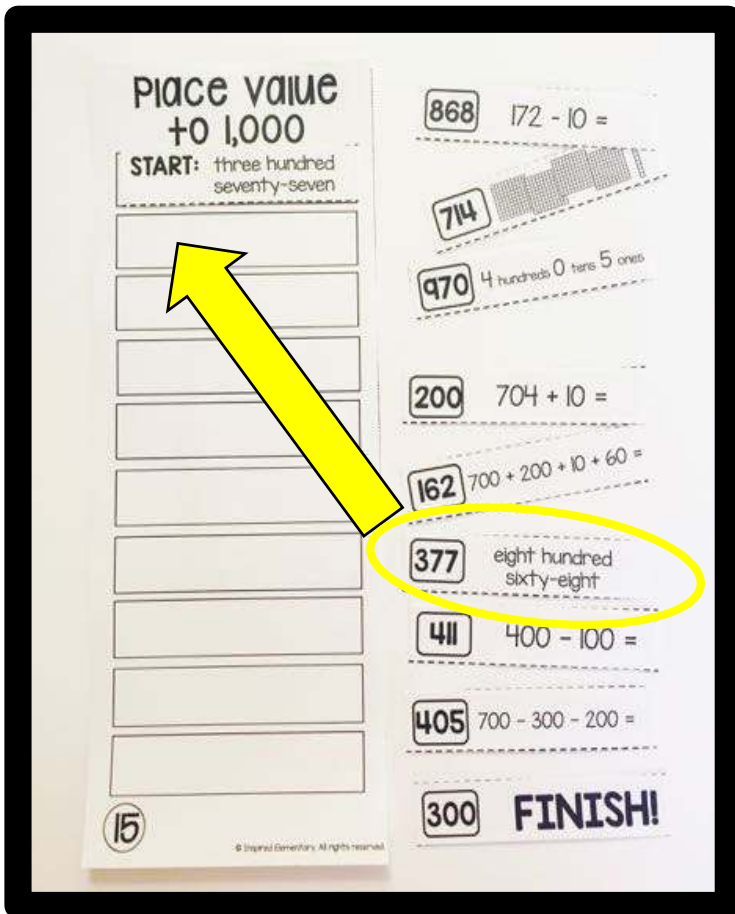 Place Value
to 1,000
START: three hundred
seventy-seven
15
© Inspired Elementary. All rights reserved.
868 172 - 10 =
714
970 4 hundreds 0 tens 5 ones
200 704 + 10 =
162 700 + 200 + 10 + 60 =
377 eight hundred
sixty-eight
411 400 - 100 =
405 700 - 300 - 200 =
300 FINISH!